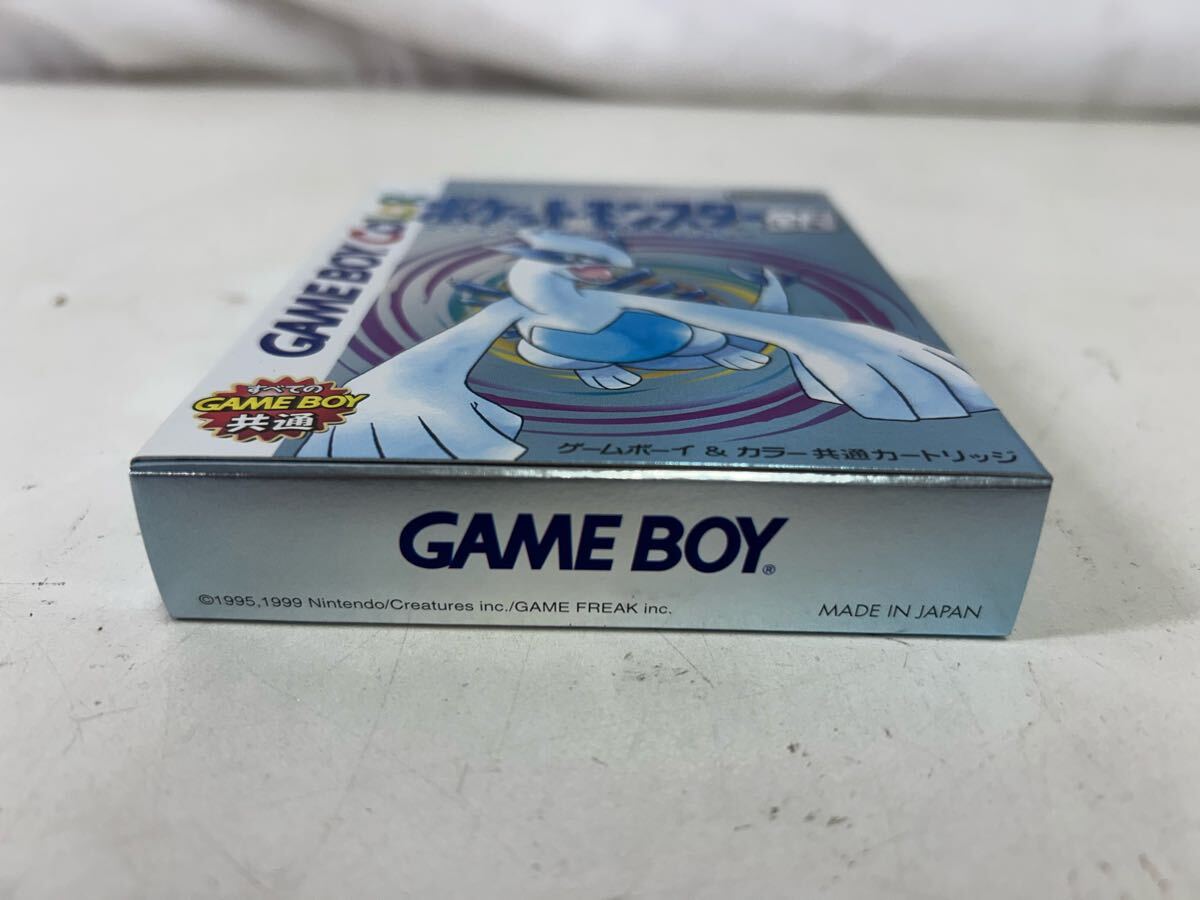 ポケットモンスター銀
GAME BOY COLOR
すべての
GAME BOY
共通
ゲームボーイ & カラー共通カートリッジ
GAME BOY®
©1995,1999 Nintendo/Creatures inc./GAME FREAK inc.
MADE IN JAPAN